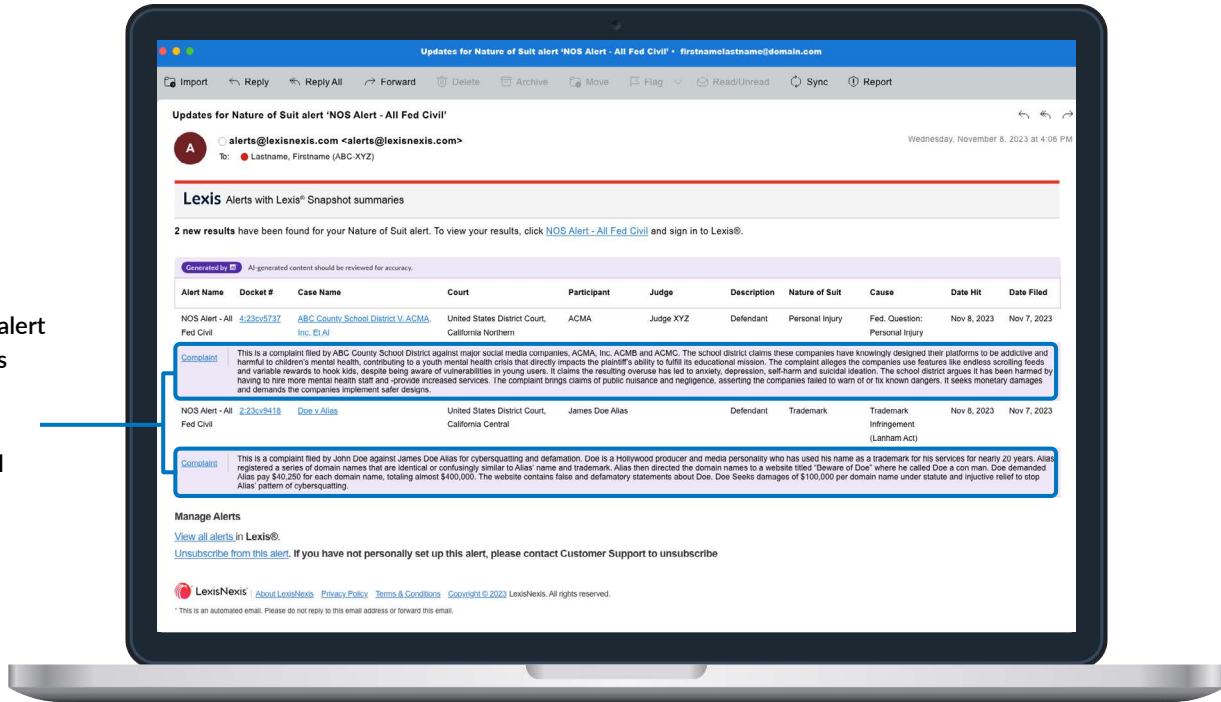 Updates for Nature of Suit alert 'NOS Alert - All Fed Civil' • firstnamelastname@domain.com
Import Reply Reply All Forward Delete Archive Move Flag Read/Unread Sync Report
Updates for Nature of Suit alert 'NOS Alert - All Fed Civil'
A
alerts@lexisnexis.com <alerts@lexisnexis.com>
Wednesday, November 8, 2023 at 4:06 PM
To: Lastname, Firstname (ABC-XYZ)
Lexis Alerts with Lexis® Snapshot summaries
2 new results have been found for your Nature of Suit alert. To view your results, click NOS Alert - All Fed Civil and sign in to Lexis®.
Generated by AI AI-generated content should be reviewed for accuracy.
Alert Name Docket # Case Name Court Participant Judge Description Nature of Suit Cause Date Hit Date Filed
NOS Alert - All 4:23cv5737 ABC County School District V. ACMA, United States District Court, ACMA Judge XYZ Defendant Personal Injury Fed. Question: Nov 8, 2023 Nov 7, 2023
Fed Civil Inc. Et Al California Northern Personal Injury
alert
s
Complaint
This is a complaint filed by ABC County School District against major social media companies, ACMA, Inc. ACMB and ACMC. The school district claims these companies have knowingly designed their platforms to be addictive and
harmful to children's mental health, contributing to a youth mental health crisis that directly impacts the plaintiff's ability to fulfill its educational mission. The complaint alleges the companies use features like endless scrolling feeds
and variable rewards to hook kids, despite being aware of vulnerabilities in young users. It claims the resulting overuse has led to anxiety, depression, self-harm and suicidal ideation. The school district argues it has been harmed by
having to hire more mental health staff and -provide increased services. The complaint brings claims of public nuisance and negligence, asserting the companies failed to warn of or fix known dangers. It seeks monetary damages
and demands the companies implement safer designs.
NOS Alert - All 2:23cv9418 Doe v Alias United States District Court, James Doe Alias Defendant Trademark Trademark Nov 8, 2023 Nov 7, 2023
Fed Civil California Central Infringement
(Lanham Act)
Complaint
This is a complaint filed by John Doe against James Doe Alias for cybersquatting and defamation. Doe is a Hollywood producer and media personality who has used his name as a trademark for his services for nearly 20 years. Alias
registered a series of domain names that are identical or confusingly similar to Alias' name and trademark. Alias then directed the domain names to a website titled "Beware of Doe" where he called Doe a con man. Doe demanded
Alias pay $40,250 for each domain name, totaling almost $400,000. The website contains false and defamatory statements about Doe. Doe Seeks damages of $100,000 per domain name under statute and injuctive relief to stop
Alias' pattern of cybersquatting.
Manage Alerts
View all alerts in Lexis®.
Unsubscribe from this alert. If you have not personally set up this alert, please contact Customer Support to unsubscribe
LexisNexis® | About LexisNexis Privacy Policy Terms & Conditions Copyright © 2023 LexisNexis. All rights reserved.
* This is an automated email. Please do not reply to this email address or forward this email.